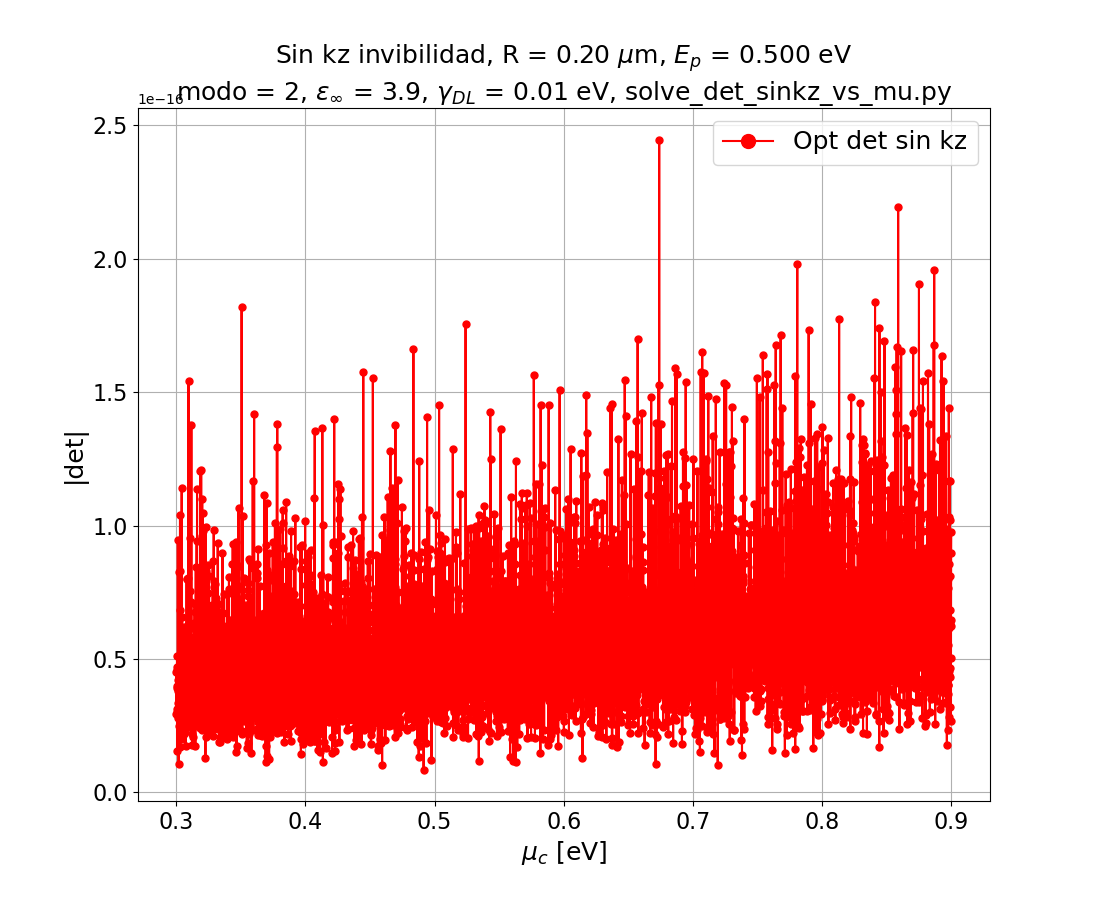 Sin kz invibilidad, R = 0.20 μm, E_p = 0.500 eV
modo = 2, ε_∞ = 3.9, γ_DL = 0.01 eV, solve_det_sinkz_vs_mu.py
1e−16
Opt det sin kz
2.5
2.0
1.5
1.0
0.5
0.0
|det|
0.3 0.4 0.5 0.6 0.7 0.8 0.9
μ_c [eV]